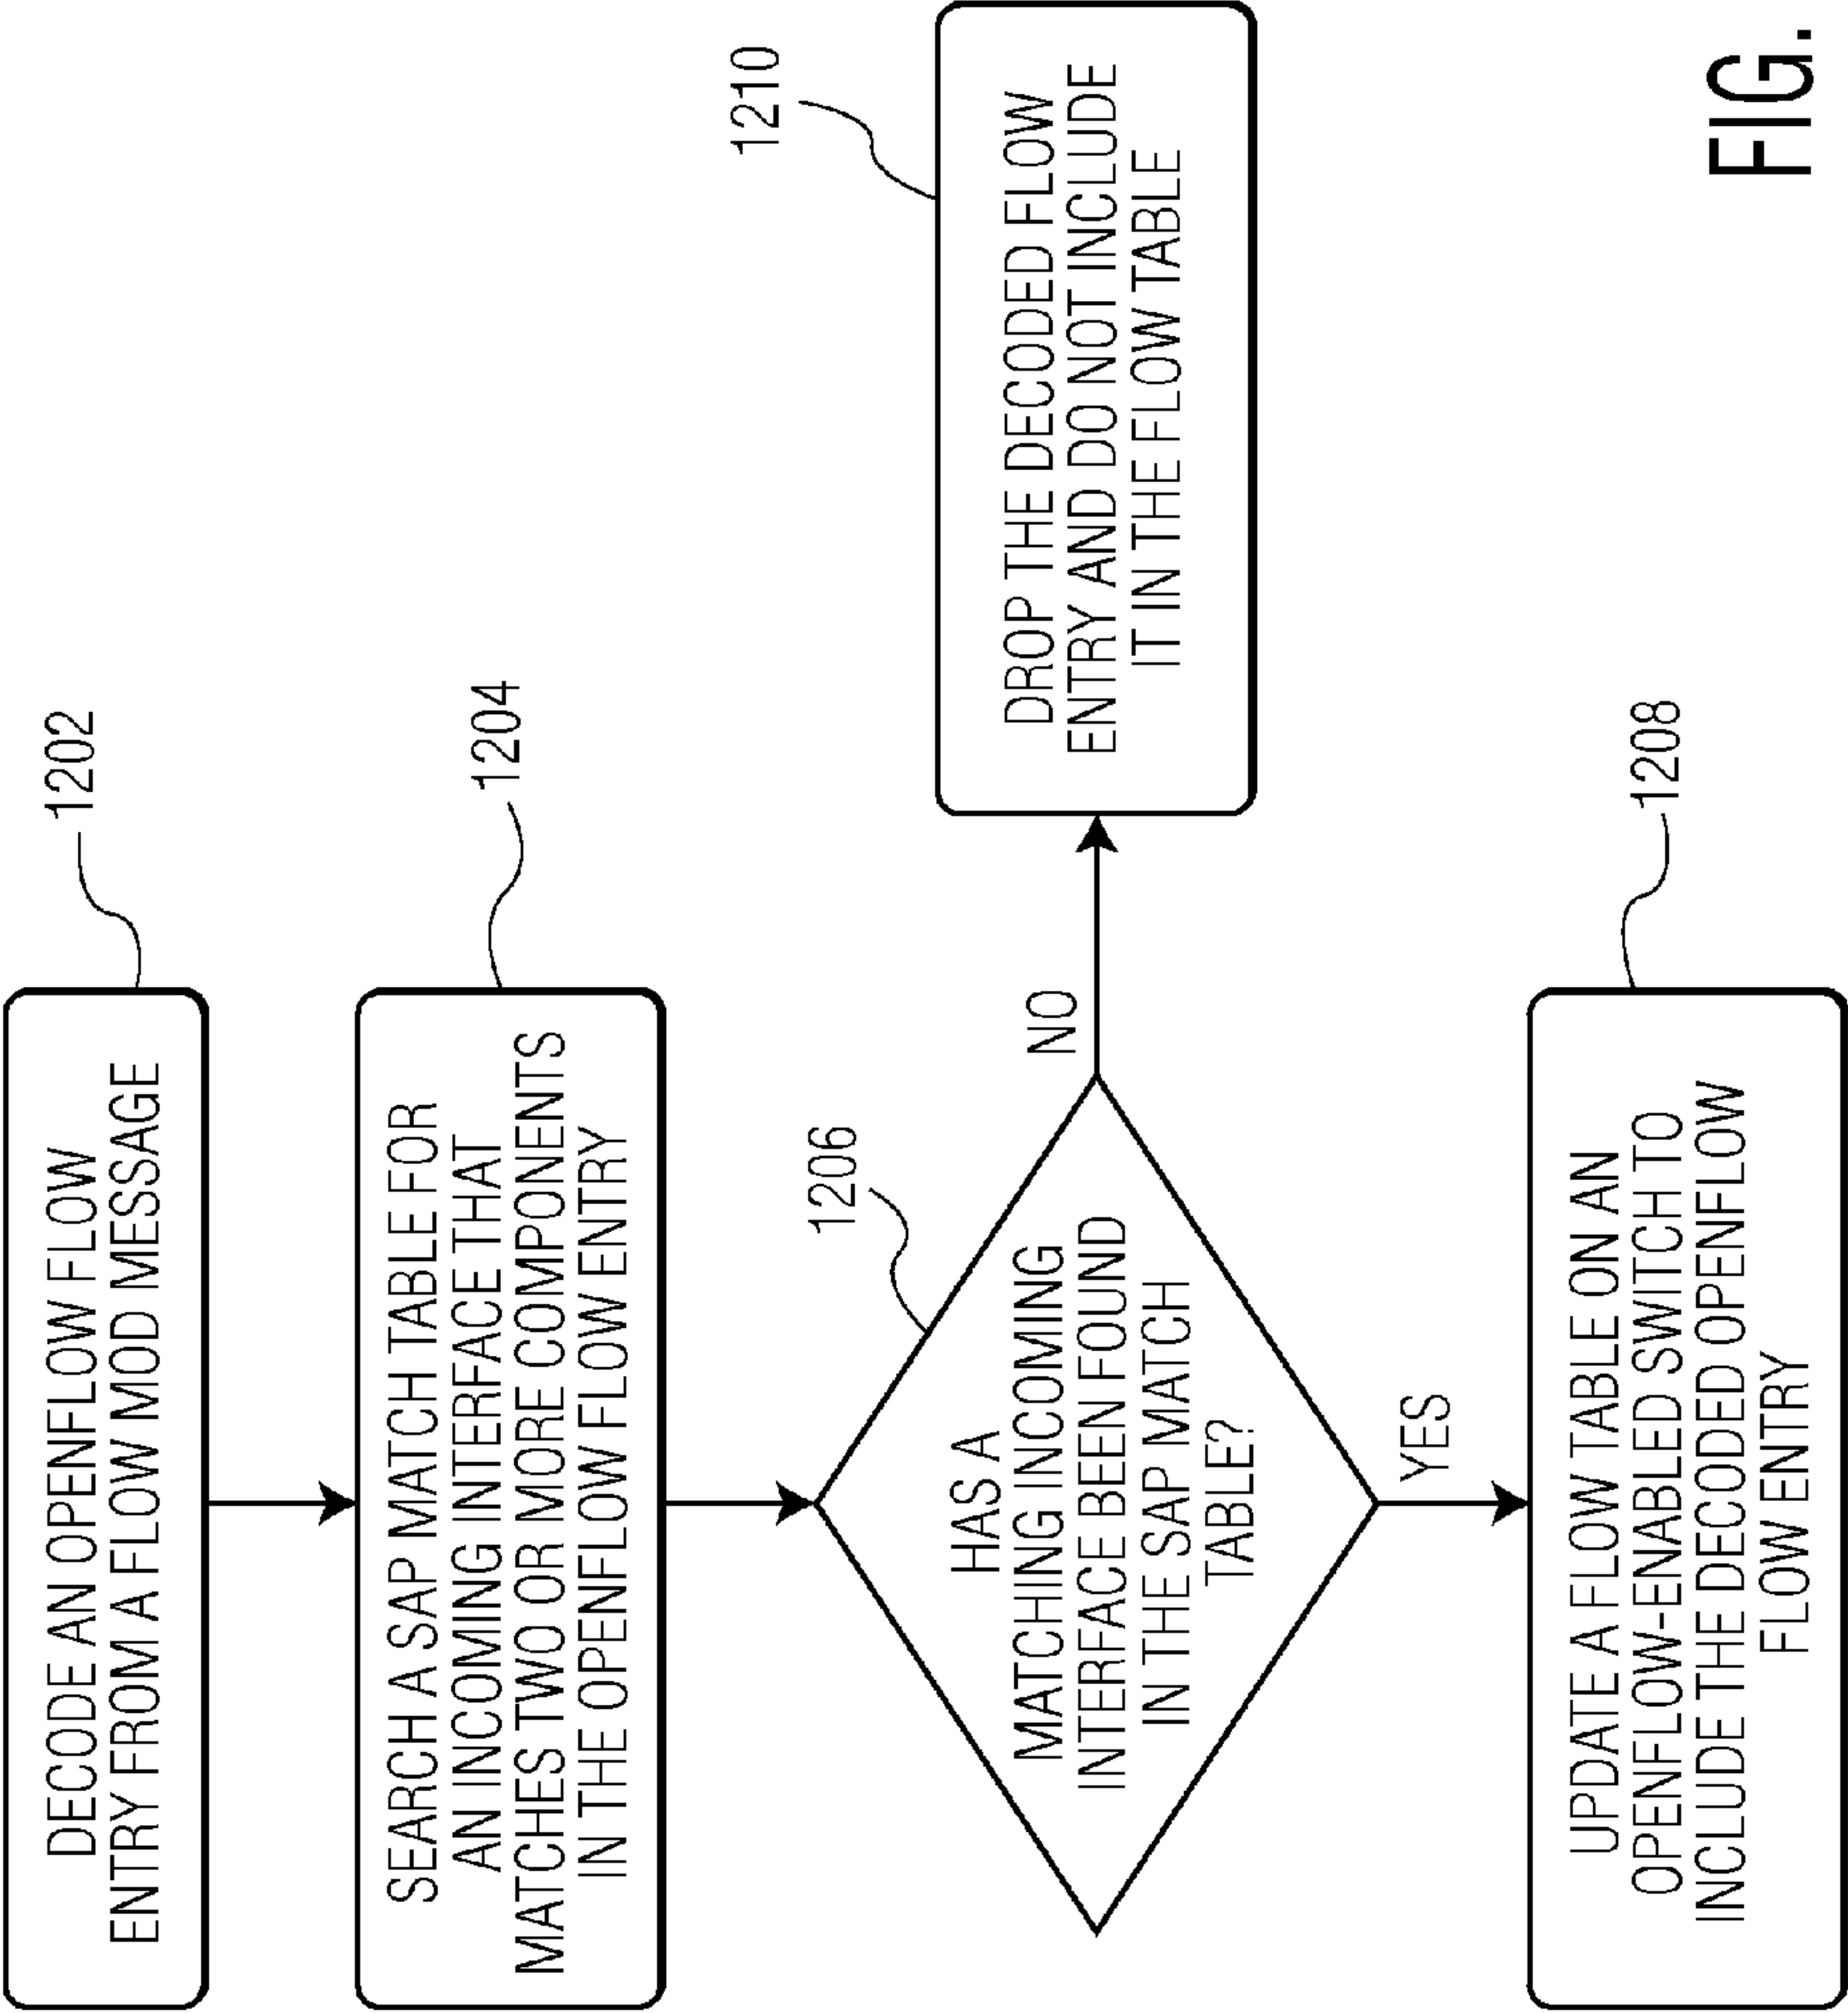 1202
DECODE AN OPENFLOW FLOW
ENTRY FROM A FLOW MOD MESSAGE
1204
SEARCH A SAP MATCH TABLE FOR
AN INCOMING INTERFACE THAT
MATCHES TWO OR MORE COMPONENTS
IN THE OPENFLOW FLOW ENTRY
1206
HAS A
MATCHING INCOMING
INTERFACE BEEN FOUND
IN THE SAP MATCH
TABLE?
NO
1210
DROP THE DECODED FLOW
ENTRY AND DO NOT INCLUDE
IT IN THE FLOW TABLE
YES
1208
UPDATE A FLOW TABLE ON AN
OPENFLOW-ENABLED SWITCH TO
INCLUDE THE DECODED OPENFLOW
FLOW ENTRY
FIG.